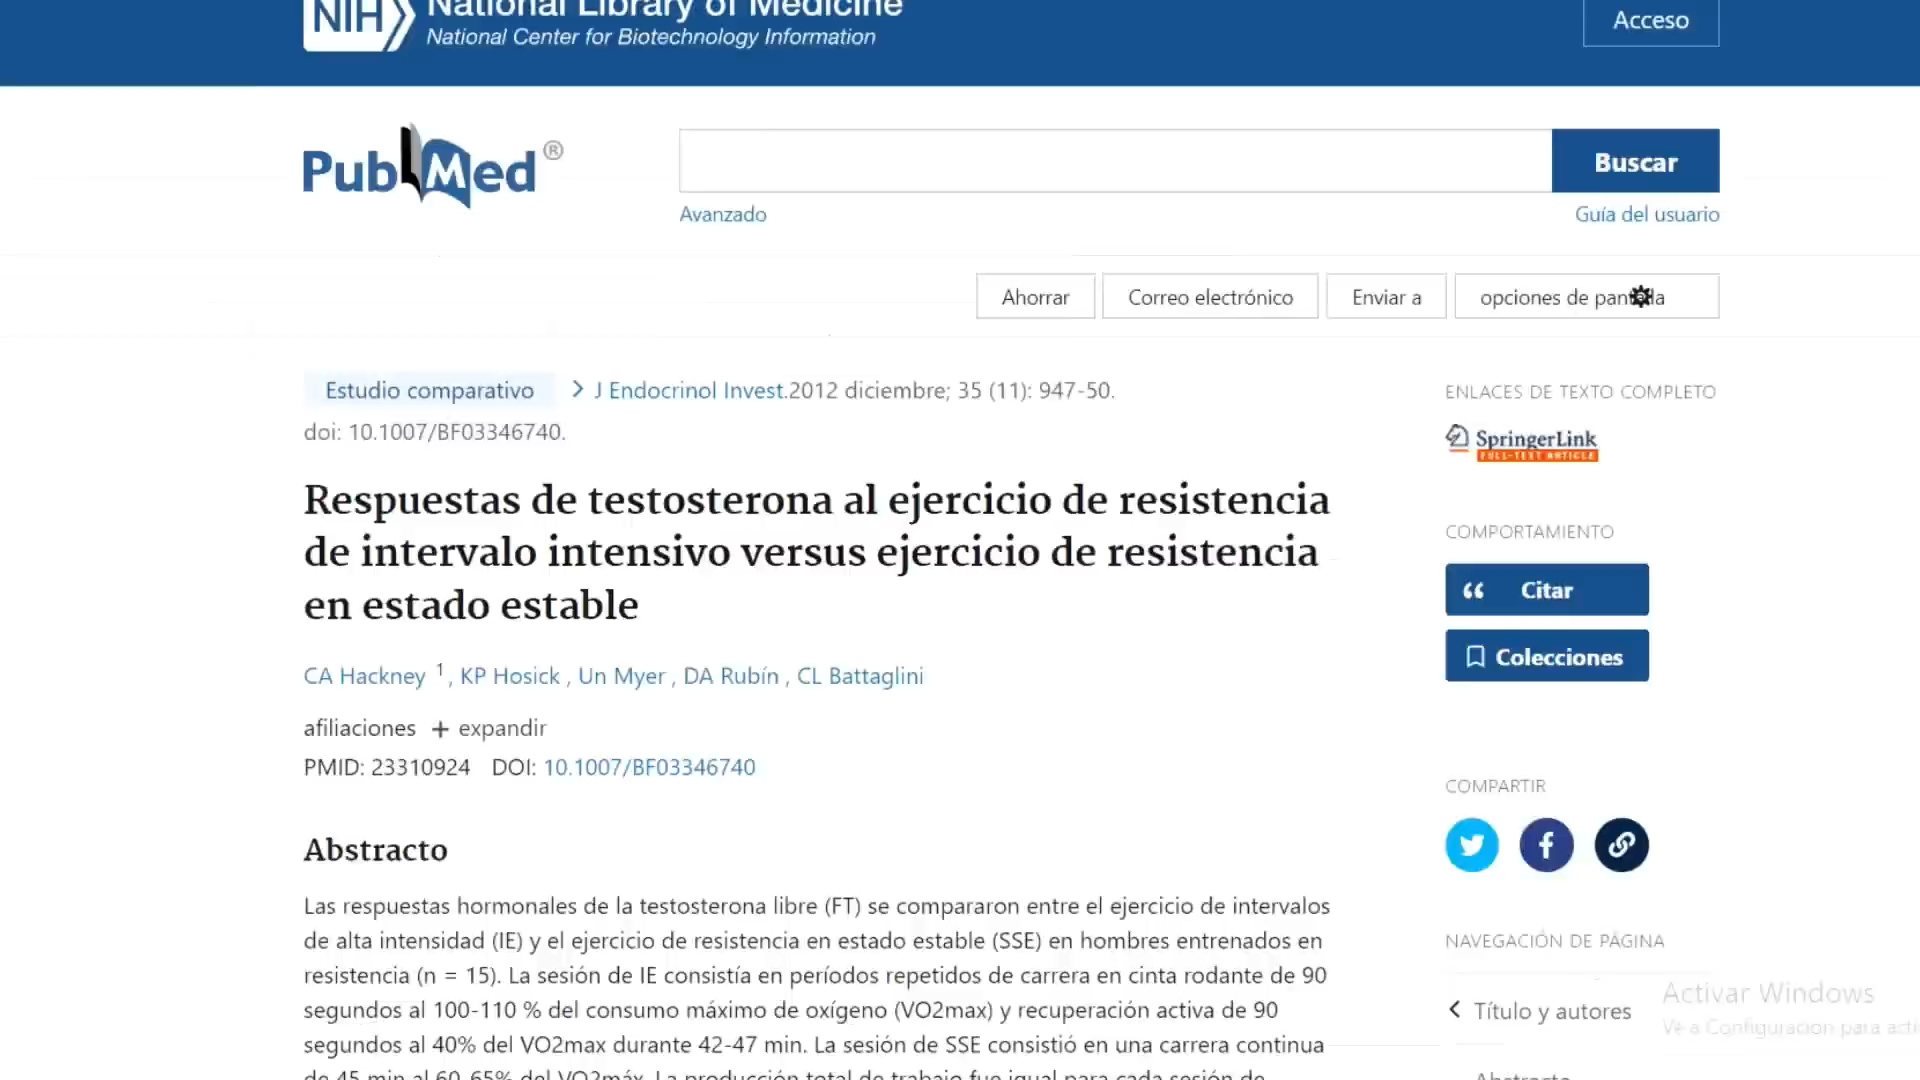 NIH National Library of Medicine
National Center for Biotechnology Information
Acceso
PubMed®
Buscar
Avanzado
Guía del usuario
Ahorrar
Correo electrónico
Enviar a
opciones de pantalla
Estudio comparativo
J Endocrinol Invest.2012 diciembre; 35 (11): 947-50.
doi: 10.1007/BF03346740.
Respuestas de testosterona al ejercicio de resistencia
de intervalo intensivo versus ejercicio de resistencia
en estado estable
CA Hackney 1 , KP Hosick , Un Myer , DA Rubín , CL Battaglini
afiliaciones + expandir
PMID: 23310924 DOI: 10.1007/BF03346740
Abstracto
Las respuestas hormonales de la testosterona libre (FT) se compararon entre el ejercicio de intervalos
de alta intensidad (IE) y el ejercicio de resistencia en estado estable (SSE) en hombres entrenados en
resistencia (n = 15). La sesión de IE consistía en períodos repetidos de carrera en cinta rodante de 90
segundos al 100-110 % del consumo máximo de oxígeno (VO2max) y recuperación activa de 90
segundos al 40% del VO2max durante 42-47 min. La sesión de SSE consistió en una carrera continua
de 45 min al 60-65% del VO2máx. La producción total de trabajo fue igual para cada sesión de
ENLACES DE TEXTO COMPLETO
SpringerLink
FULL-TEXT ARTICLE
COMPORTAMIENTO
Citar
Colecciones
COMPARTIR
NAVEGACIÓN DE PÁGINA
Título y autores
Abstracto
Activar Windows
Ve a Configuración para acti